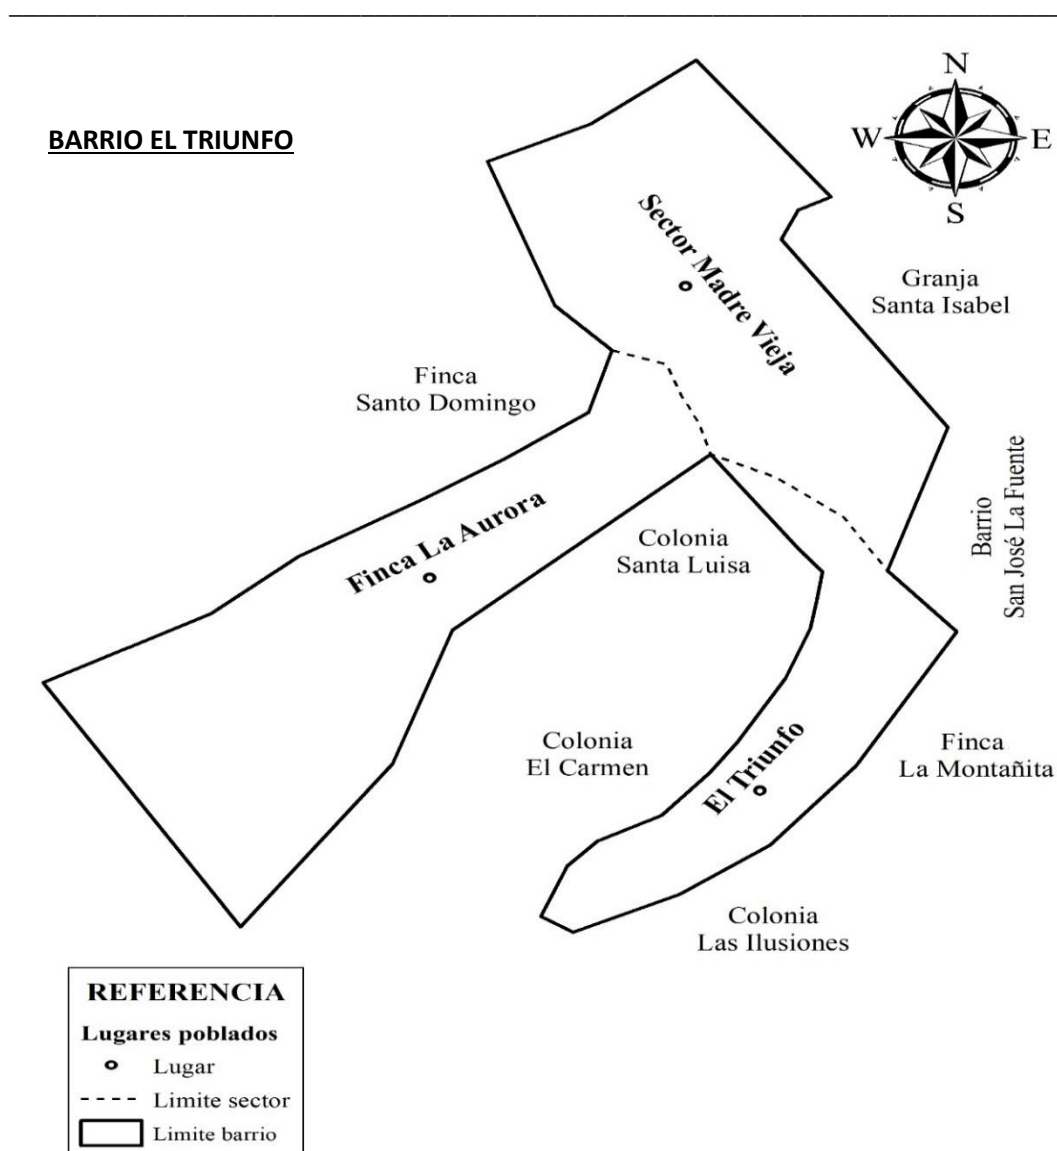 BARRIO EL TRIUNFO
N
W
E
S
Sector Madre Vieja
Granja
Santa Isabel
Finca
Santo Domingo
Barrio
San José La Fuente
Finca La Aurora
Colonia
Santa Luisa
Colonia
El Carmen
El Triunfo
Finca
La Montañita
Colonia
Las Ilusiones
REFERENCIA
Lugares poblados
Lugar
Limite sector
Limite barrio